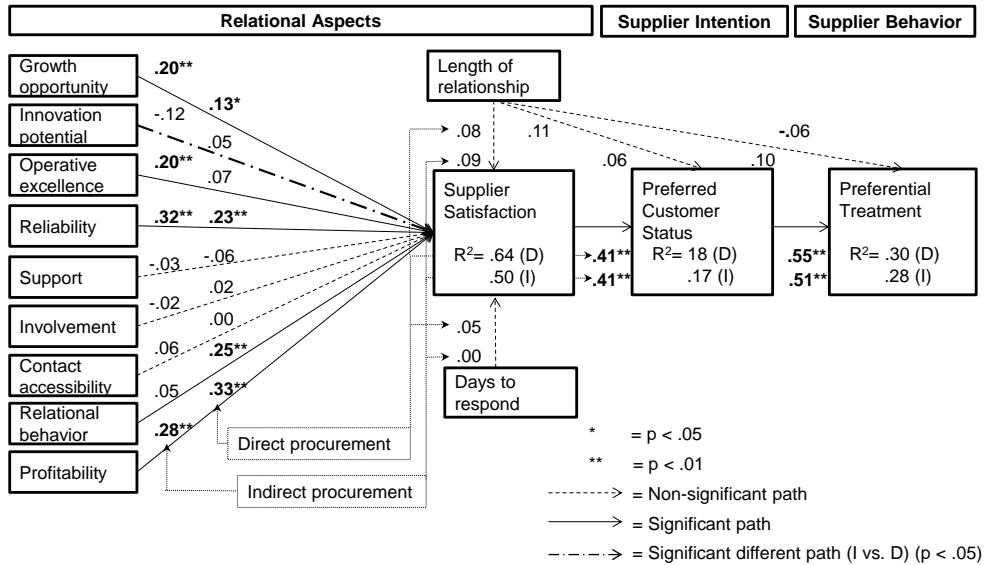 Relational Aspects
Supplier Intention
Supplier Behavior
Growth
opportunity
.20**
.13*
Length of
relationship
Innovation
potential
-.12
.05
.08
.11
-.06
Operative
excellence
.20**
.07
.09
.06
.10
Reliability
.32**
.23**
Supplier
Satisfaction
R²= .64 (D)
.50 (I)
.41**
.41**
Preferred
Customer
Status
R²= 18 (D)
.17 (I)
.55**
.51**
Preferential
Treatment
R²= .30 (D)
.28 (I)
Support
-.03
-.06
Involvement
-.02
.02
Contact
accessibility
.06
.00
.05
.00
Relational
behavior
.05
.25**
Days to
respond
Profitability
.28**
.33**
Direct procurement
Indirect procurement
* = p < .05
** = p < .01
= Non-significant path
= Significant path
= Significant different path (I vs. D) (p < .05)